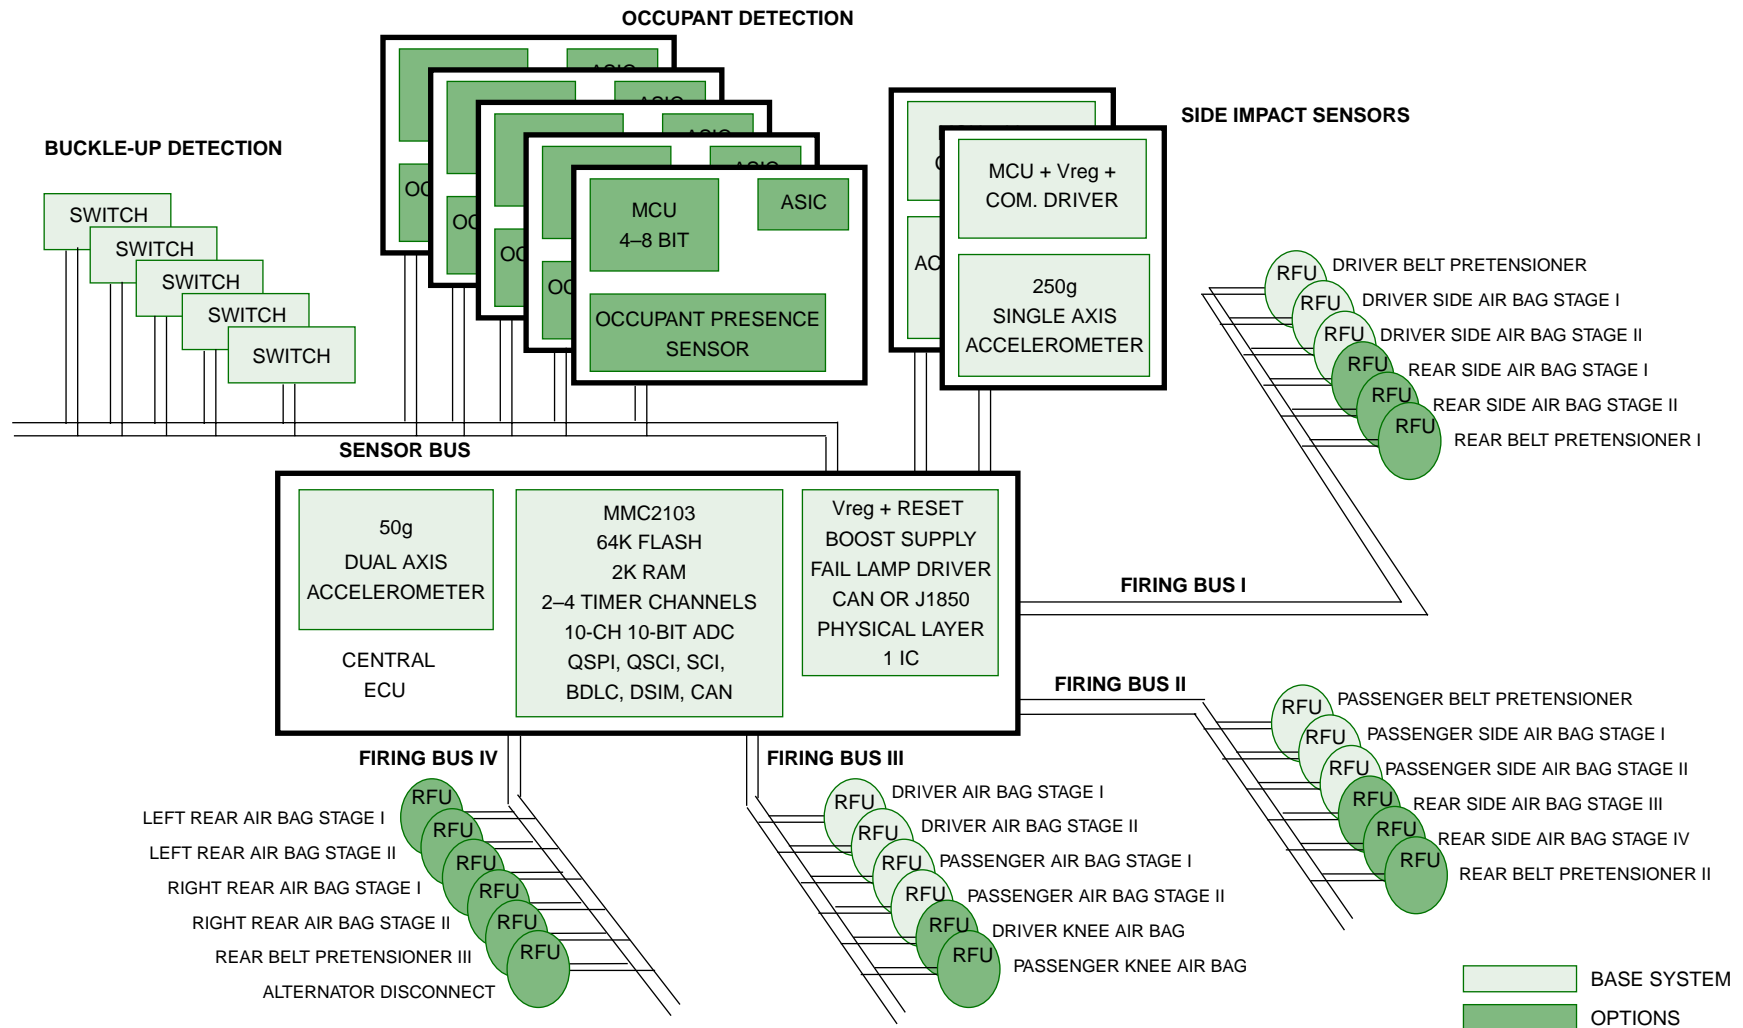 OCCUPANT DETECTION
ASIC
ASIC
ASIC
ASIC
MCU
4–8 BIT
ASIC
OCCUPANT PRESENCE
SENSOR
OC
OC
OC
OC
SIDE IMPACT SENSORS
MCU + Vreg +
COM. DRIVER
250g
SINGLE AXIS
ACCELEROMETER
C
AC
BUCKLE-UP DETECTION
SWITCH
SWITCH
SWITCH
SWITCH
SWITCH
SENSOR BUS
50g
DUAL AXIS
ACCELEROMETER
CENTRAL
ECU
MMC2103
64K FLASH
2K RAM
2–4 TIMER CHANNELS
10-CH 10-BIT ADC
QSPI, QSCI, SCI,
BDLC, DSIM, CAN
Vreg + RESET
BOOST SUPPLY
FAIL LAMP DRIVER
CAN OR J1850
PHYSICAL LAYER
1 IC
FIRING BUS I
RFU DRIVER BELT PRETENSIONER
RFU DRIVER SIDE AIR BAG STAGE I
RFU DRIVER SIDE AIR BAG STAGE II
RFU REAR SIDE AIR BAG STAGE I
RFU REAR SIDE AIR BAG STAGE II
RFU REAR BELT PRETENSIONER I
FIRING BUS II
RFU PASSENGER BELT PRETENSIONER
RFU PASSENGER SIDE AIR BAG STAGE I
RFU PASSENGER SIDE AIR BAG STAGE II
RFU REAR SIDE AIR BAG STAGE III
RFU REAR SIDE AIR BAG STAGE IV
RFU REAR BELT PRETENSIONER II
FIRING BUS IV
RFU
LEFT REAR AIR BAG STAGE I
RFU
LEFT REAR AIR BAG STAGE II
RFU
RIGHT REAR AIR BAG STAGE I
RFU
RIGHT REAR AIR BAG STAGE II
RFU
REAR BELT PRETENSIONER III
RFU
ALTERNATOR DISCONNECT
FIRING BUS III
RFU DRIVER AIR BAG STAGE I
RFU DRIVER AIR BAG STAGE II
RFU PASSENGER AIR BAG STAGE I
RFU PASSENGER AIR BAG STAGE II
RFU DRIVER KNEE AIR BAG
RFU PASSENGER KNEE AIR BAG
BASE SYSTEM
OPTIONS